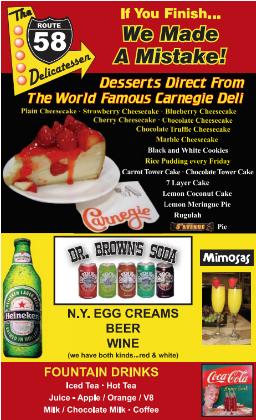 The
ROUTE
58
Delicatessen
If You Finish...
We Made
A Mistake!
Desserts Direct From
The World Famous Carnegie Deli
Plain Cheesecake · Strawberry Cheesecake · Blueberry Cheesecake
Cherry Cheesecake · Chocolate Cheesecake
Chocolate Truffle Cheesecake
Marble Cheesecake
Black and White Cookies
Rice Pudding every Friday
Carrot Tower Cake · Chocolate Tower Cake
7 Layer Cake
Lemon Coconut Cake
Lemon Meringue Pie
Rugulah
5th AVENUE Pie
Carnegie
DR. BROWN'S SODA
Mimosas
Heineken
N.Y. EGG CREAMS
BEER
WINE
(we have both kinds...red & white)
FOUNTAIN DRINKS
Iced Tea · Hot Tea
Juice · Apple / Orange / V8
Milk / Chocolate Milk · Coffee
Coca-Cola